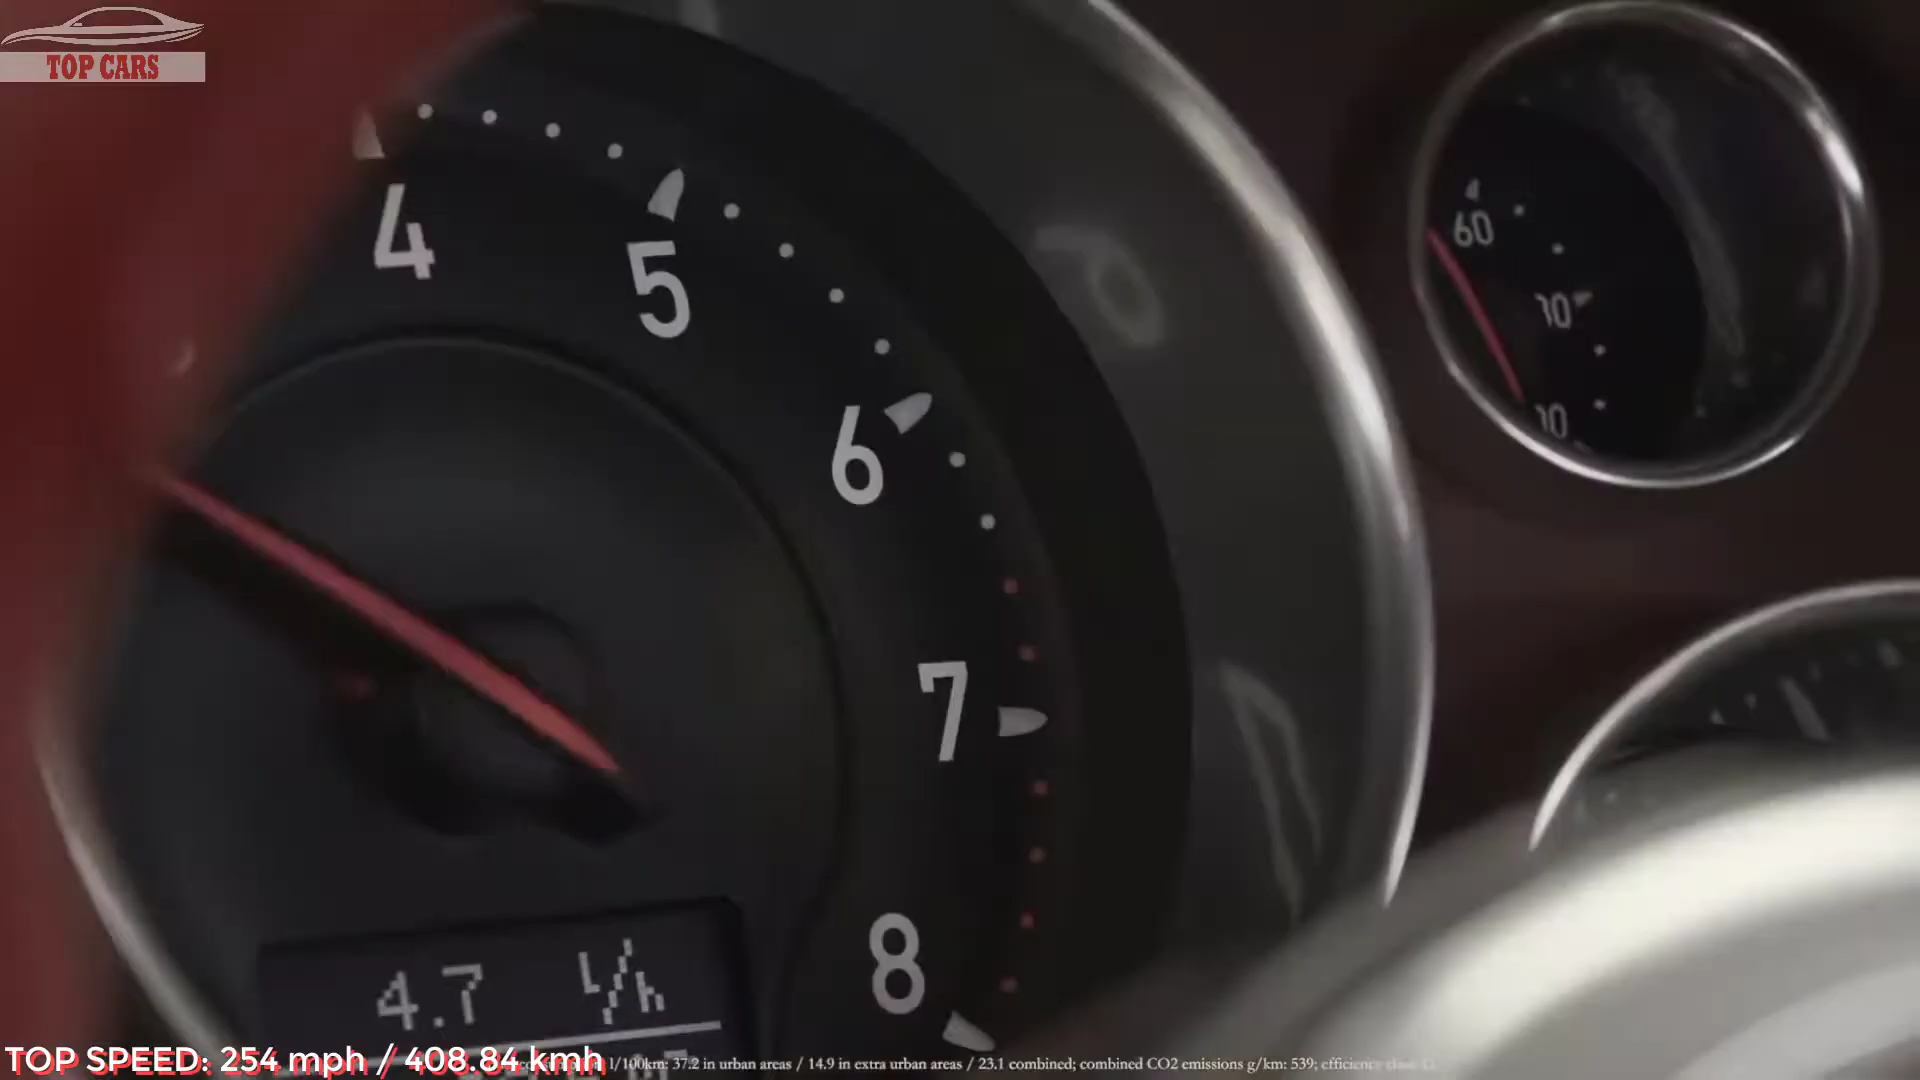 TOP CARS
4
5
6
7
8
4
60
4.7 L/h
TOP SPEED: 254 mph / 408.84 kmh
1/100km: 37.2 in urban areas / 14.9 in extra urban areas / 23.1 combined; combined CO2 emissions g/km: 539; efficiency